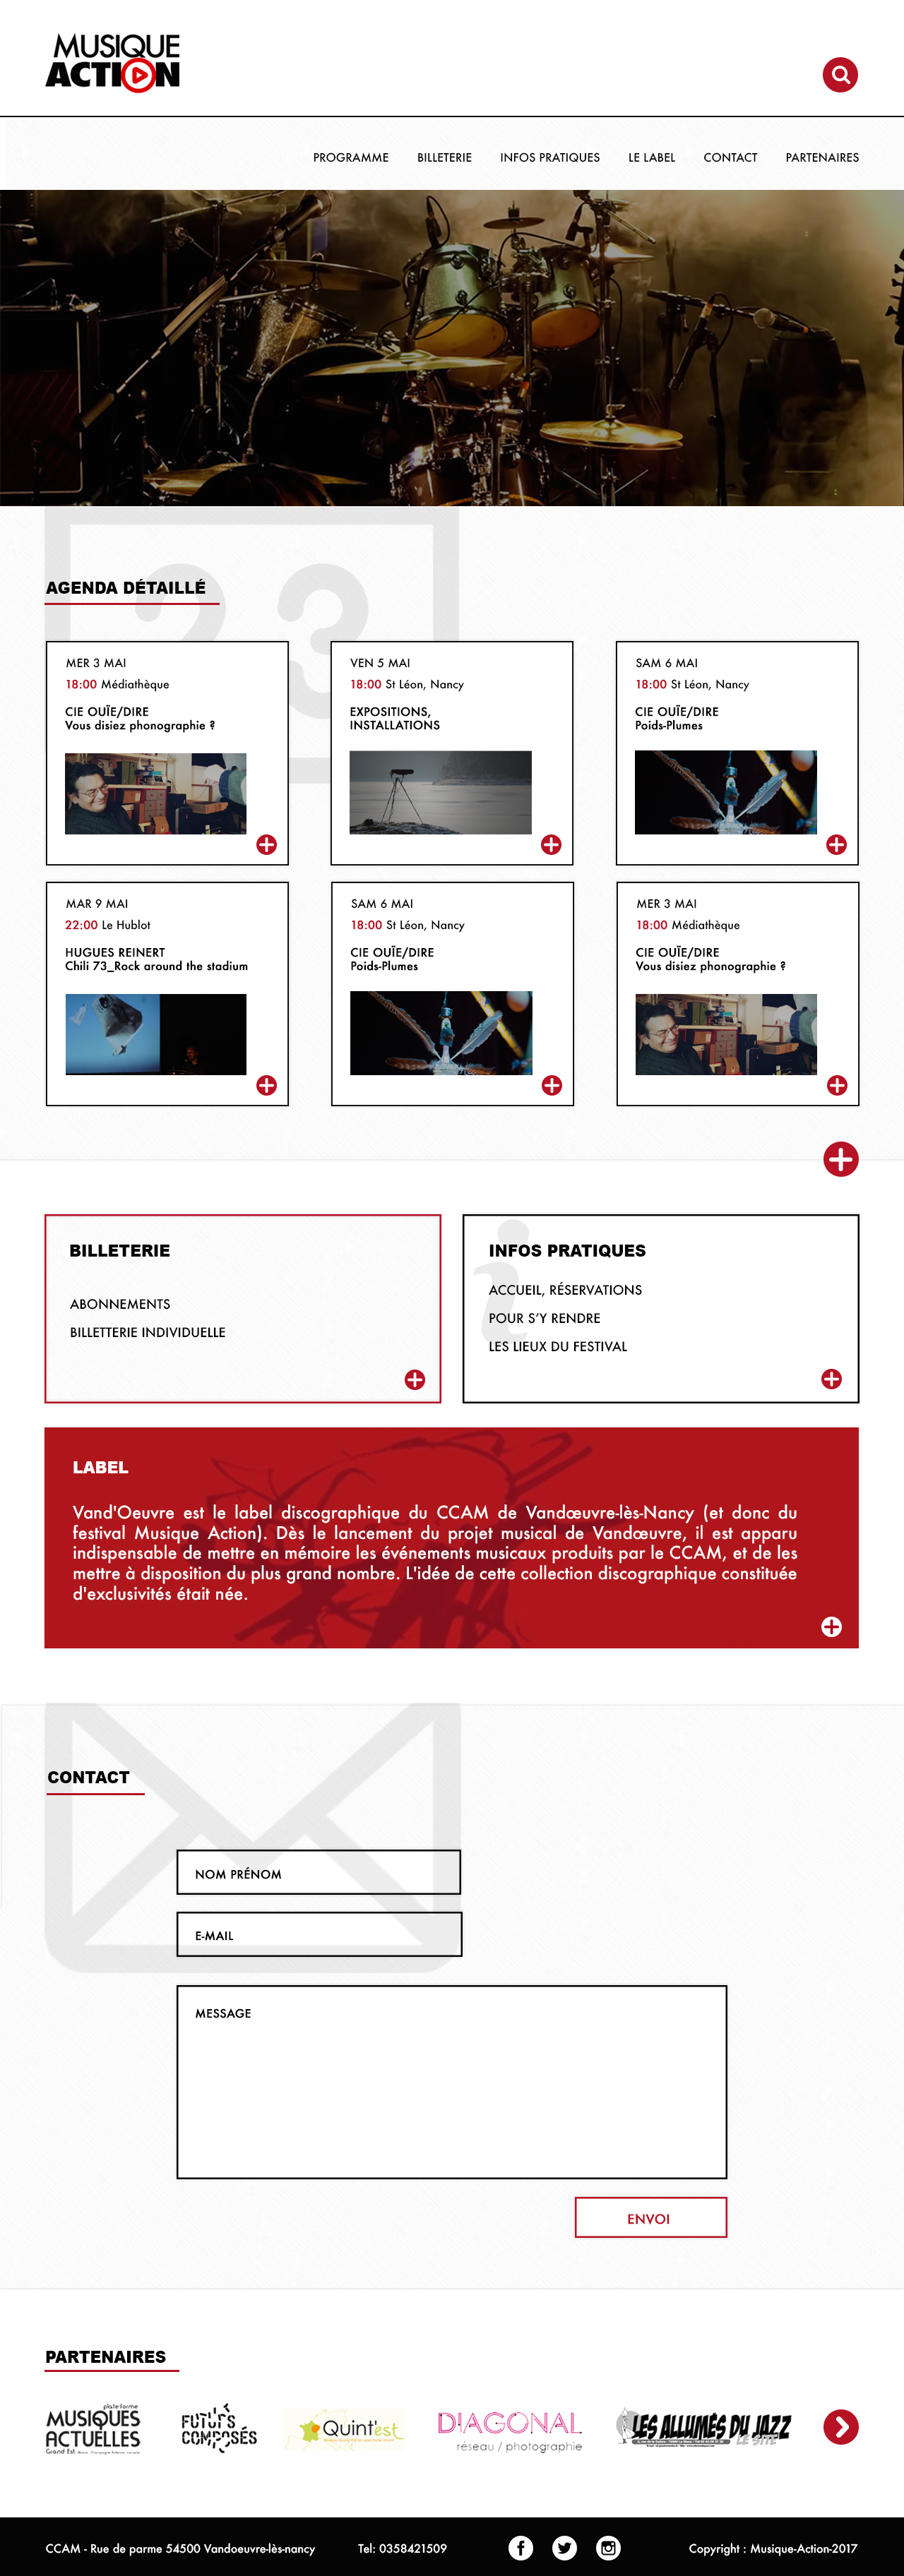 MUSIQUE
ACTION
PROGRAMME BILLETERIE INFOS PRATIQUES LE LABEL CONTACT PARTENAIRES
23
AGENDA DÉTAILLÉ
MER 3 MAI
18:00 Médiathèque
CIE OUÏE/DIRE
Vous disiez phonographie ?
VEN 5 MAI
18:00 St Léon, Nancy
EXPOSITIONS,
INSTALLATIONS
SAM 6 MAI
18:00 St Léon, Nancy
CIE OUÏE/DIRE
Poids-Plumes
MAR 9 MAI
22:00 Le Hublot
HUGUES REINERT
Chili 73_Rock around the stadium
SAM 6 MAI
18:00 St Léon, Nancy
CIE OUÏE/DIRE
Poids-Plumes
MER 3 MAI
18:00 Médiathèque
CIE OUÏE/DIRE
Vous disiez phonographie ?
BILLETERIE
ABONNEMENTS
BILLETTERIE INDIVIDUELLE
i
INFOS PRATIQUES
ACCUEIL, RÉSERVATIONS
POUR S'Y RENDRE
LES LIEUX DU FESTIVAL
LABEL
Vand'Oeuvre est le label discographique du CCAM de Vandœuvre-lès-Nancy (et donc du
festival Musique Action). Dès le lancement du projet musical de Vandœuvre, il est apparu
indispensable de mettre en mémoire les événements musicaux produits par le CCAM, et de les
mettre à disposition du plus grand nombre. L'idée de cette collection discographique constituée
d'exclusivités était née.
CONTACT
NOM PRÉNOM
E-MAIL
MESSAGE
ENVOI
PARTENAIRES
plate-forme
MUSIQUES
ACTUELLES
Grand Est
FUTURS
COMPOSÉS
Quint'est
DIAGONAL
réseau / photographie
LES ALLUMÉS DU JAZZ
LE SITE
CCAM - Rue de parme 54500 Vandoeuvre-lès-nancy Tel: 0358421509 Copyright : Musique-Action-2017